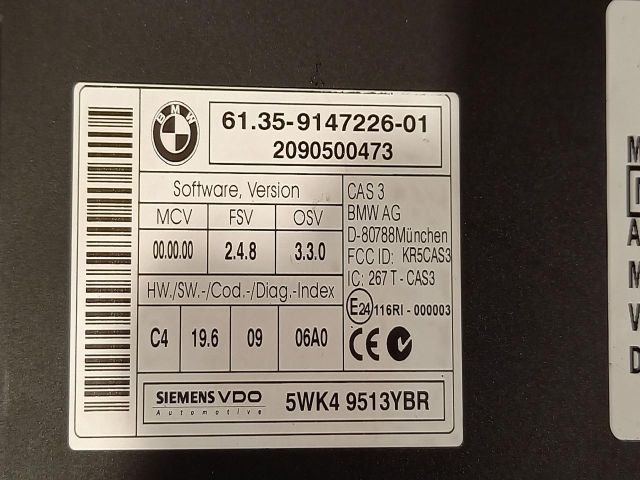 BMW
61.35-9147226-01
2090500473
Software, Version
MCV FSV OSV
00.00.00 2.4.8 3.3.0
HW./SW.-/Cod.-/Diag.-Index
C4 19.6 09 06A0
CAS 3
BMW AG
D-80788München
FCC ID: KR5CAS3
IC: 267 T - CAS3
E24 116RI - 000003
CE
SIEMENS VDO
Automotive
5WK4 9513YBR
M
A
M
V
D